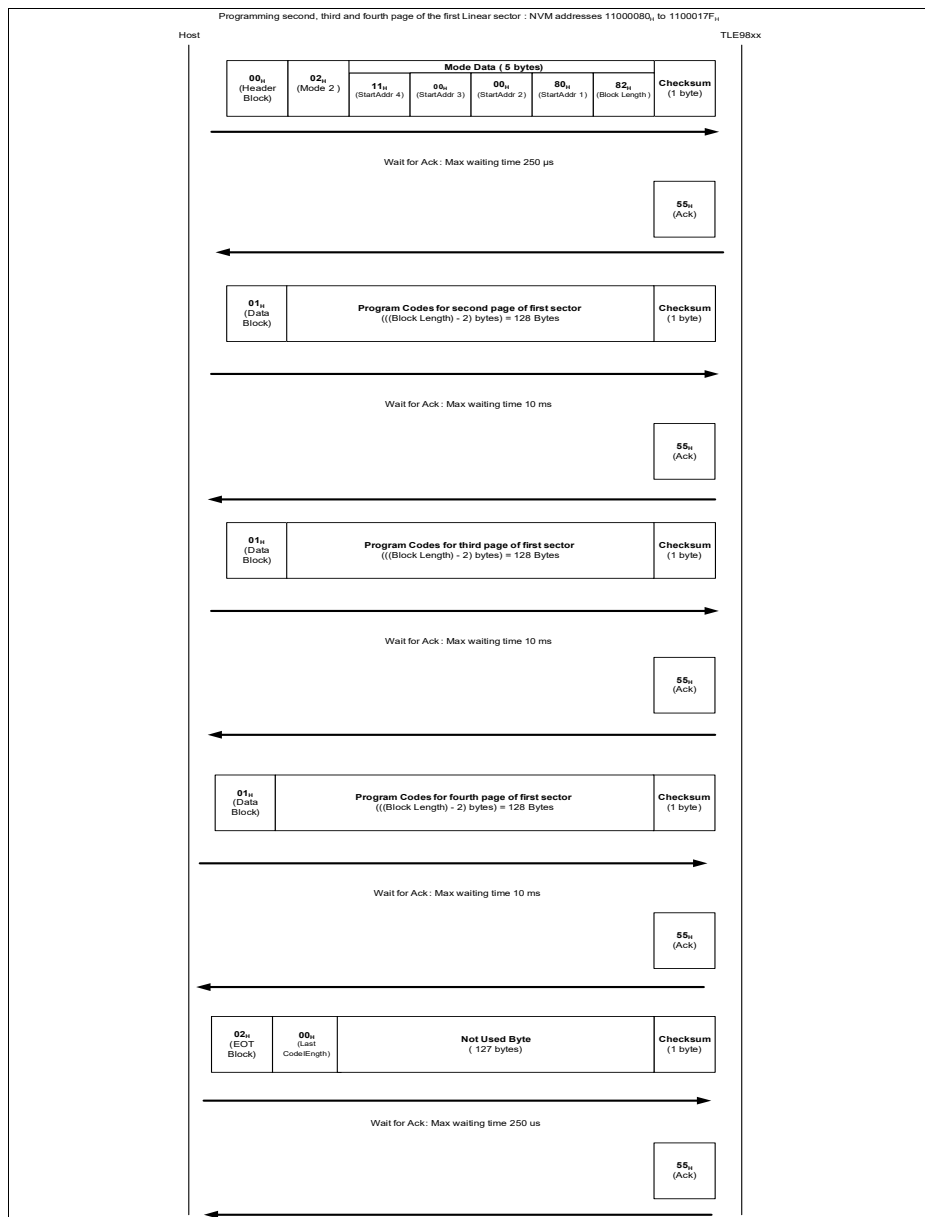 Programming second, third and fourth page of the first Linear sector : NVM addresses 11000080H to 1100017FH
Host
TLE98xx
00H
(Header
Block)
02H
(Mode 2 )
Mode Data ( 5 bytes)
11H
(StartAddr 4)
00H
(StartAddr 3)
00H
(StartAddr 2)
80H
(StartAddr 1)
82H
(Block Length )
Checksum
(1 byte)
Wait for Ack : Max waiting time 250 µs
55H
(Ack)
01H
(Data
Block)
Program Codes for second page of first sector
(((Block Length) - 2) bytes) = 128 Bytes
Checksum
(1 byte)
Wait for Ack : Max waiting time 10 ms
55H
(Ack)
01H
(Data
Block)
Program Codes for third page of first sector
(((Block Length) - 2) bytes) = 128 Bytes
Checksum
(1 byte)
Wait for Ack : Max waiting time 10 ms
55H
(Ack)
01H
(Data
Block)
Program Codes for fourth page of first sector
(((Block Length) - 2) bytes) = 128 Bytes
Checksum
(1 byte)
Wait for Ack : Max waiting time 10 ms
55H
(Ack)
02H
(EOT
Block)
00H
(Last
CodelEngth)
Not Used Byte
( 127 bytes)
Checksum
(1 byte)
Wait for Ack: Max waiting time 250 us
55H
(Ack)